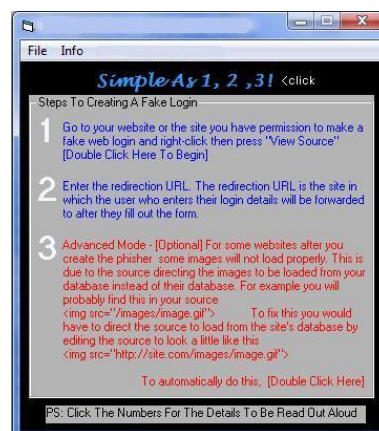 File Info
Simple As 1, 2 ,3! <click
Steps To Creating A Fake Login
1
Go to your website or the site you have permission to make a
fake web login and right-click then press "View Source"
[Double Click Here To Begin]
2
Enter the redirection URL. The redirection URL is the site in
which the user who enters their login details will be forwarded
to after they fill out the form.
3
Advanced Mode - [Optional] For some websites after you
create the phisher some images will not load properly. This is
due to the source directing the images to be loaded from your
database instead of their database. For example you will
probably find this in your source
<img src="/images/image.gif"> To fix this you would
have to direct the source to load from the site's database by
editing the source to look a little like this
<img src="http://site.com/images/image.gif">
To automatically do this, [Double Click Here]
PS: Click The Numbers For The Details To Be Read Out Aloud